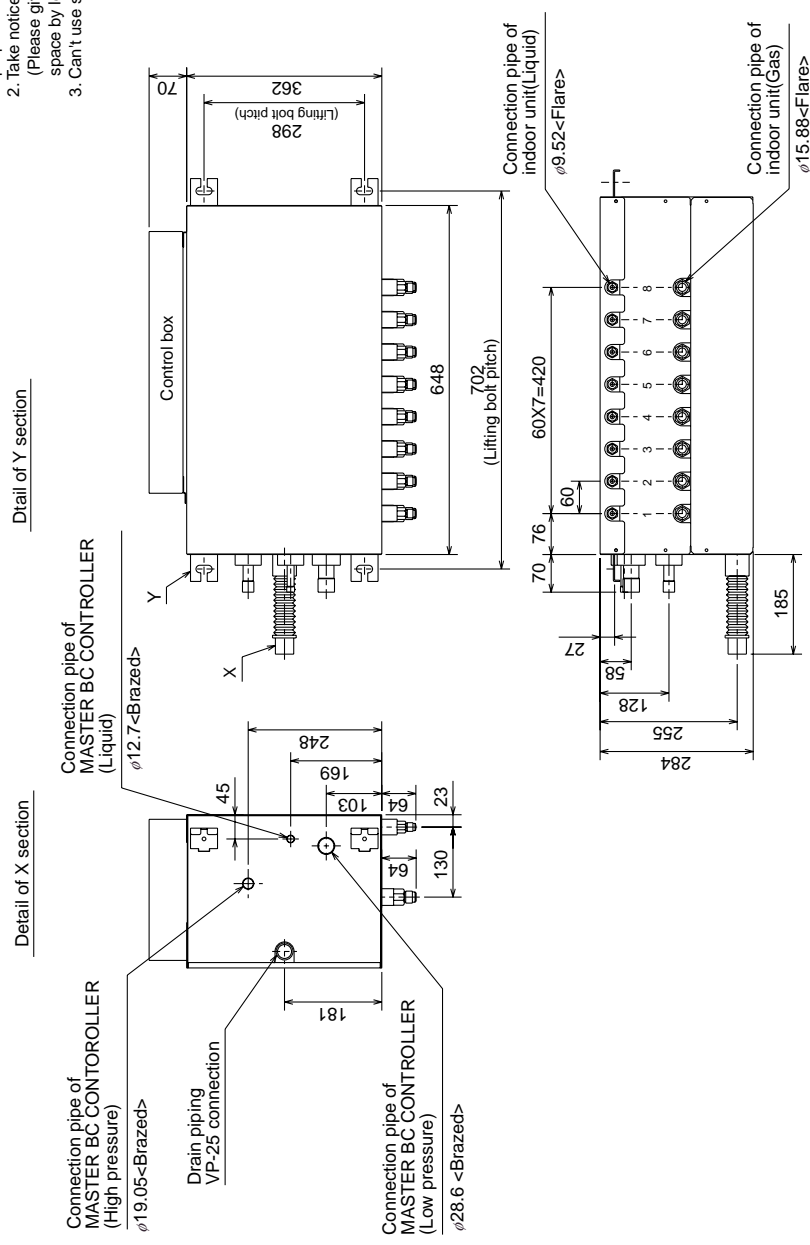 2. Take notice
(Please gi
space by l
3. Can't use s
Detail of X section
Dtail of Y section
Connection pipe of
MASTER BC CONTOROLLER
(High pressure)
ø19.05<Brazed>
Drain piping
VP-25 connection
Connection pipe of
MASTER BC CONTROLLER
(Low pressure)
ø28.6 <Brazed>
Connection pipe of
MASTER BC CONTROLLER
(Liquid)
ø12.7<Brazed>
45
181
248
169
103
64
64
23
130
X
Y
Control box
70
362
298
(Lifting bolt pitch)
648
702
(Lifting bolt pitch)
Connection pipe of
indoor unit(Liquid)
ø9.52<Flare>
Connection pipe of
indoor unit(Gas)
ø15.88<Flare>
60X7=420
60
76
70
1
2
3
4
5
6
7
8
27
58
128
255
284
185